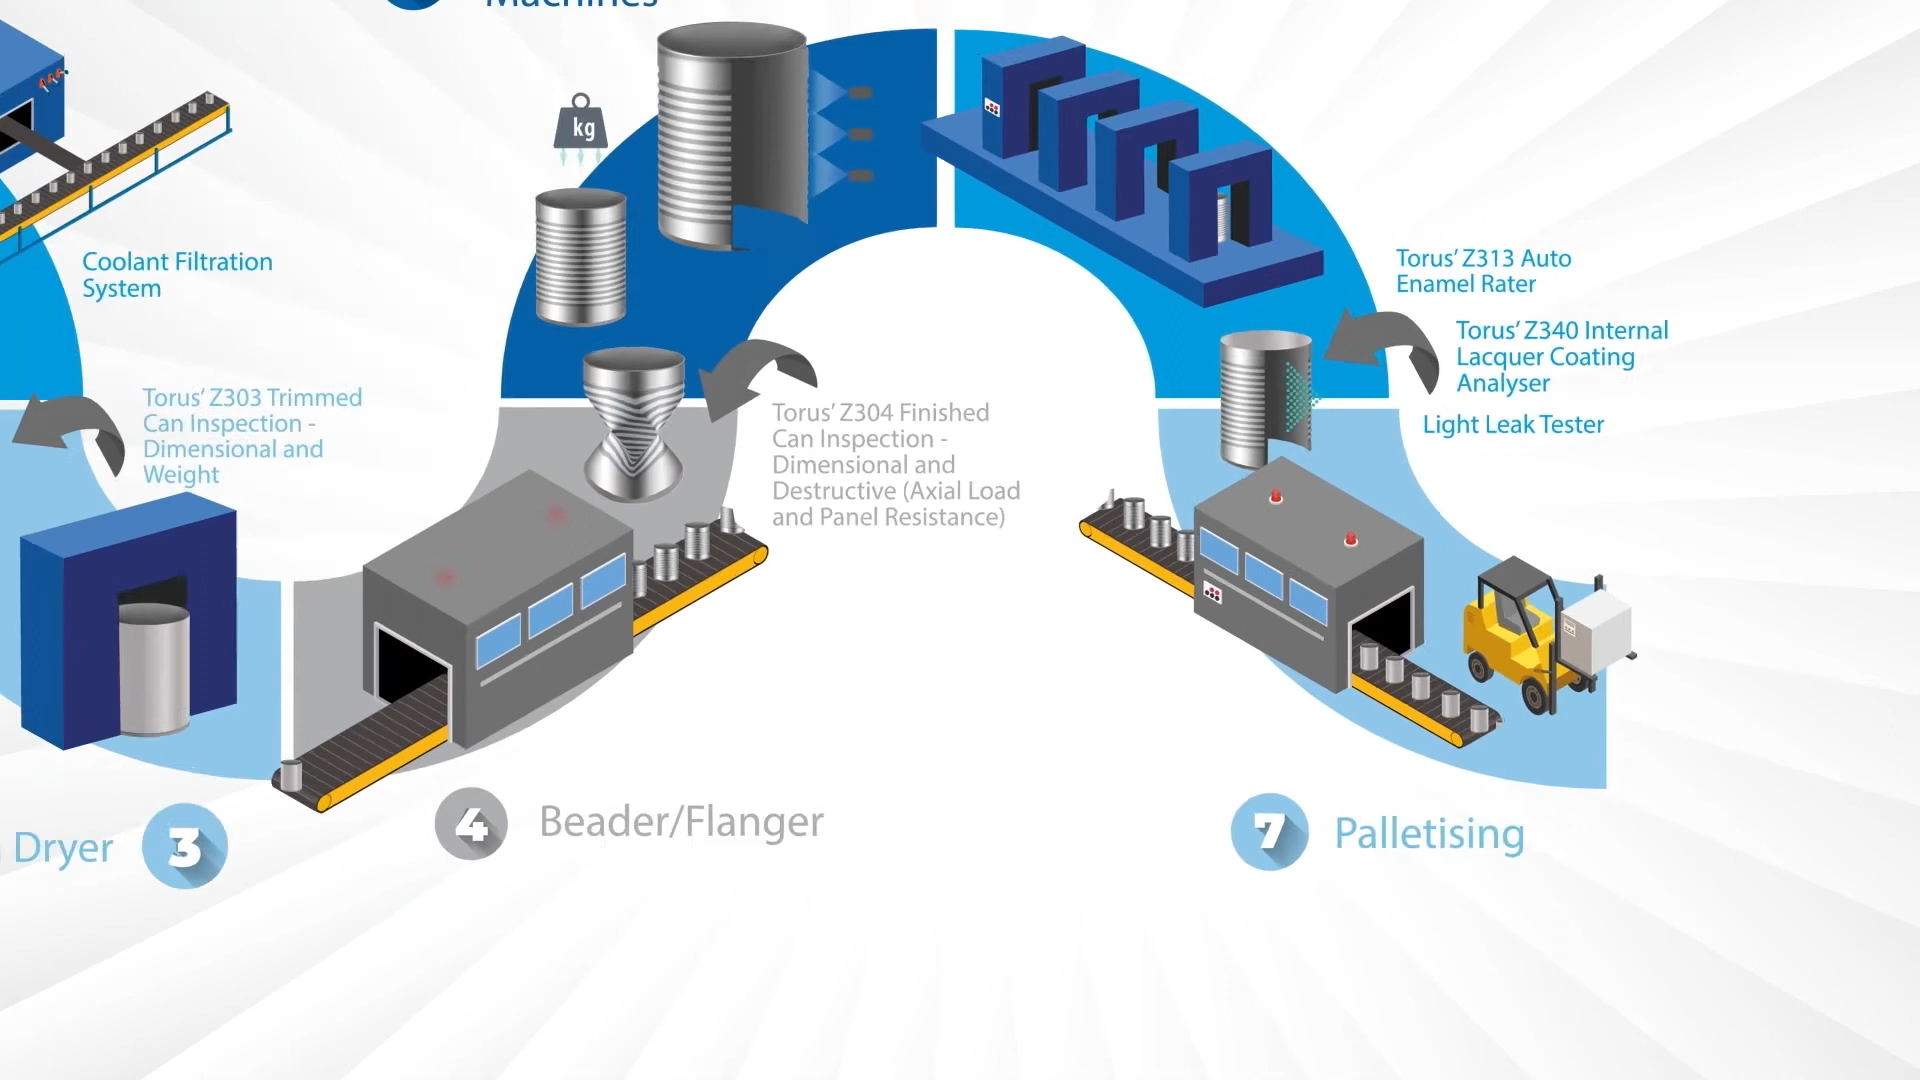 Machines
kg
Coolant Filtration
System
Torus’ Z303 Trimmed
Can Inspection -
Dimensional and
Weight
Torus’ Z304 Finished
Can Inspection -
Dimensional and
Destructive (Axial Load
and Panel Resistance)
Torus’ Z313 Auto
Enamel Rater
Torus’ Z340 Internal
Lacquer Coating
Analyser
Light Leak Tester
Dryer 3
4 Beader/Flanger
7 Palletising